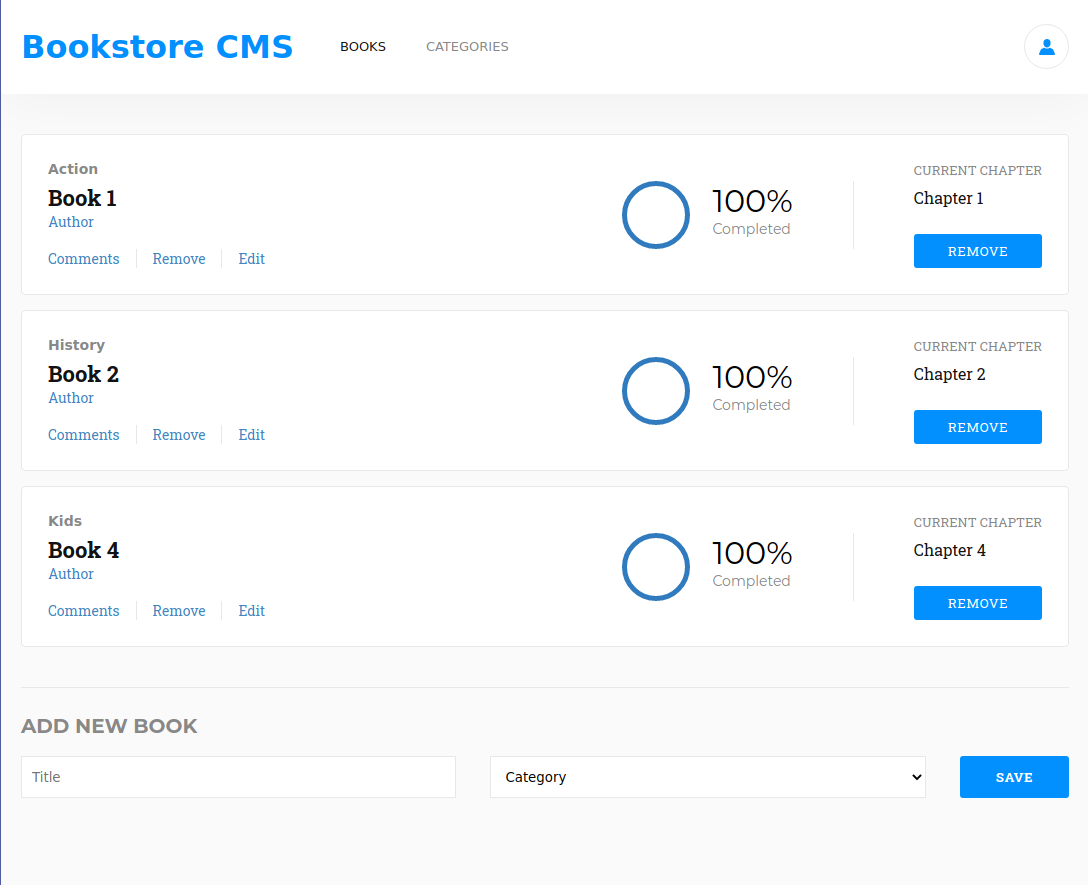 Bookstore CMS
BOOKS
CATEGORIES
Action
Book 1
Author
Comments
Remove
Edit
100%
Completed
CURRENT CHAPTER
Chapter 1
REMOVE
History
Book 2
Author
Comments
Remove
Edit
100%
Completed
CURRENT CHAPTER
Chapter 2
REMOVE
Kids
Book 4
Author
Comments
Remove
Edit
100%
Completed
CURRENT CHAPTER
Chapter 4
REMOVE
ADD NEW BOOK
Title
Category
SAVE